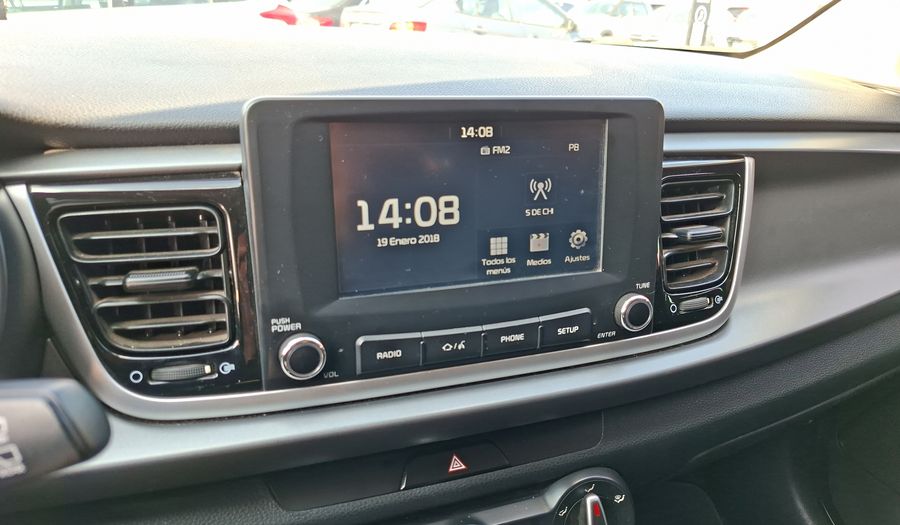 14:08
FM2
P8
14:08
19 Enero 2018
S DE CHI
Todos los
menús
Medios
Ajustes
PUSH
POWER
VOL
RADIO
PHONE
SETUP
TUNE
ENTER